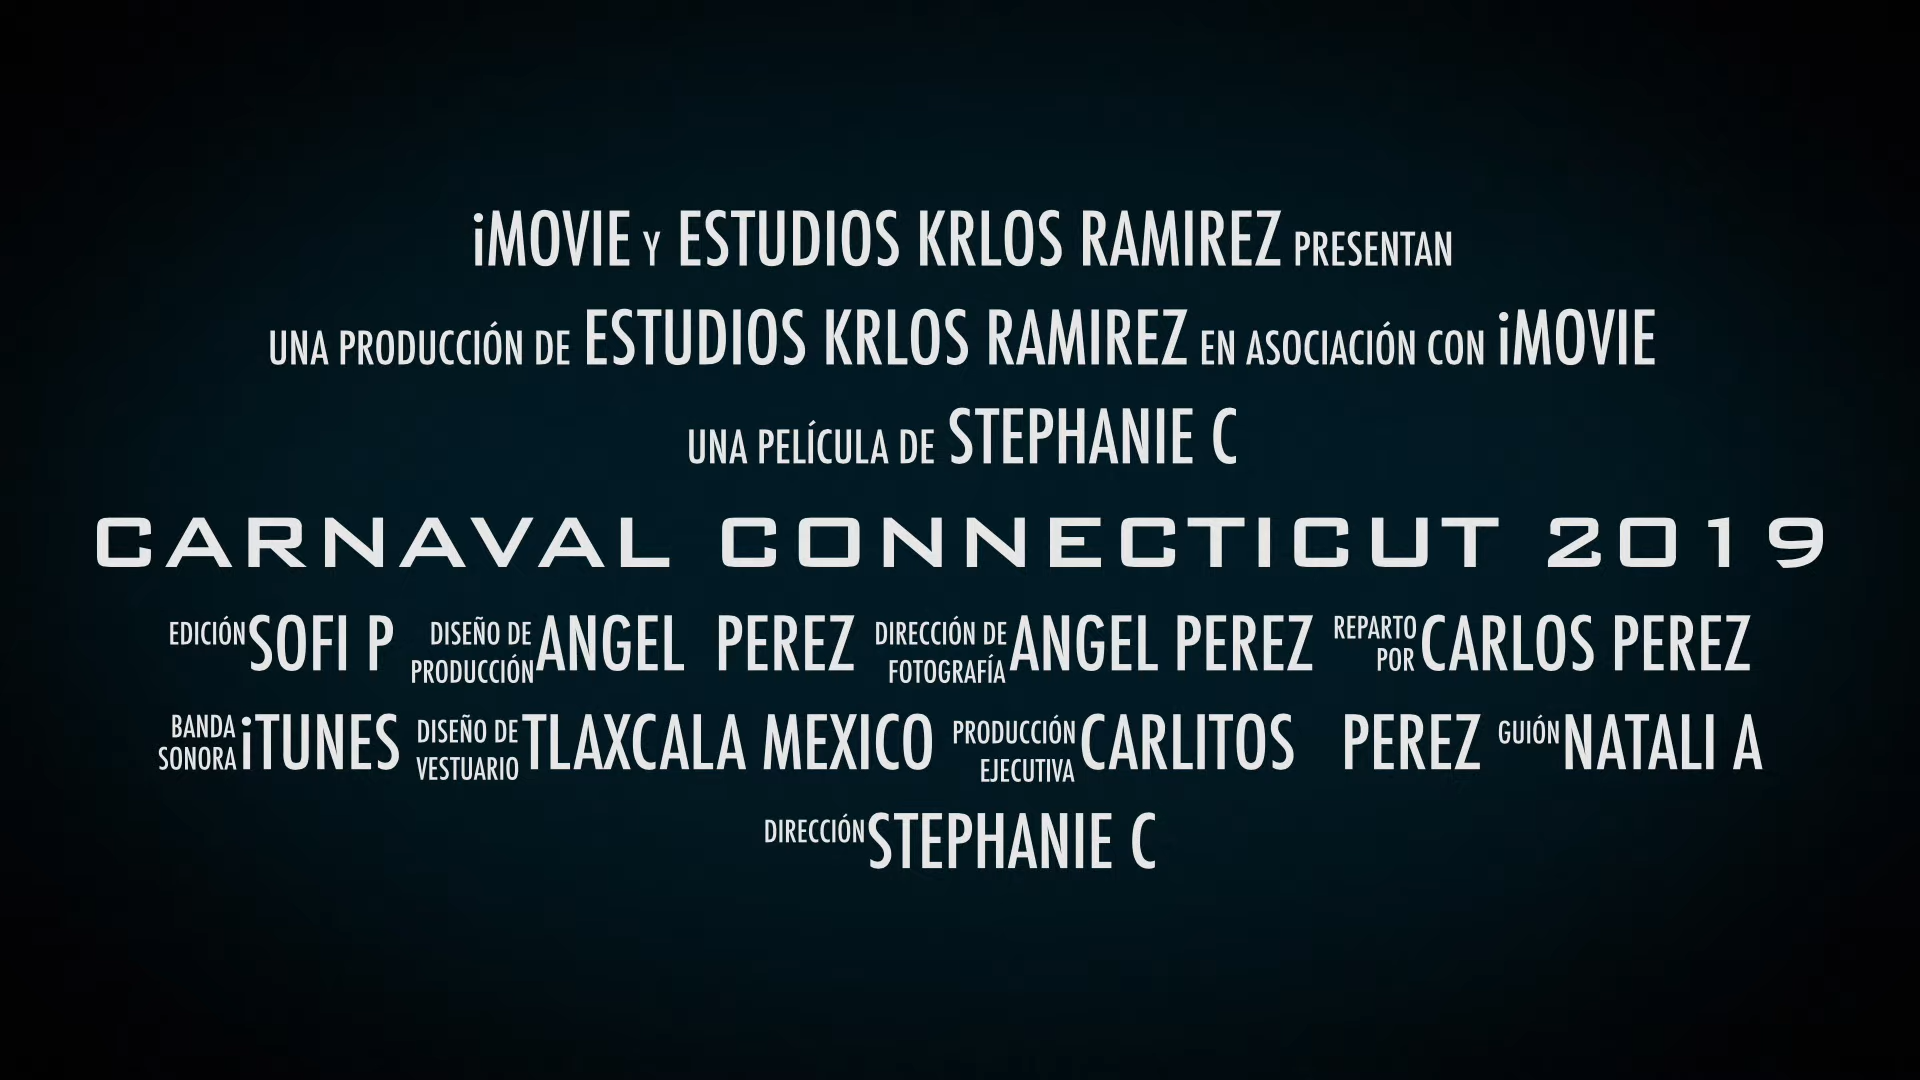 iMOVIE Y ESTUDIOS KRLOS RAMIREZ PRESENTAN
UNA PRODUCCIÓN DE ESTUDIOS KRLOS RAMIREZ EN ASOCIACIÓN CON iMOVIE
UNA PELÍCULA DE STEPHANIE C
CARNAVAL CONNECTICUT 2019
EDICIÓN SOFI P DISEÑO DE PRODUCCIÓN ANGEL PEREZ DIRECCIÓN DE FOTOGRAFÍA ANGEL PEREZ REPARTO POR CARLOS PEREZ
BANDA SONORA iTUNES DISEÑO DE VESTUARIO TLAXCALA MEXICO PRODUCCIÓN EJECUTIVA CARLITOS PEREZ GUIÓN NATALI A
DIRECCIÓN STEPHANIE C